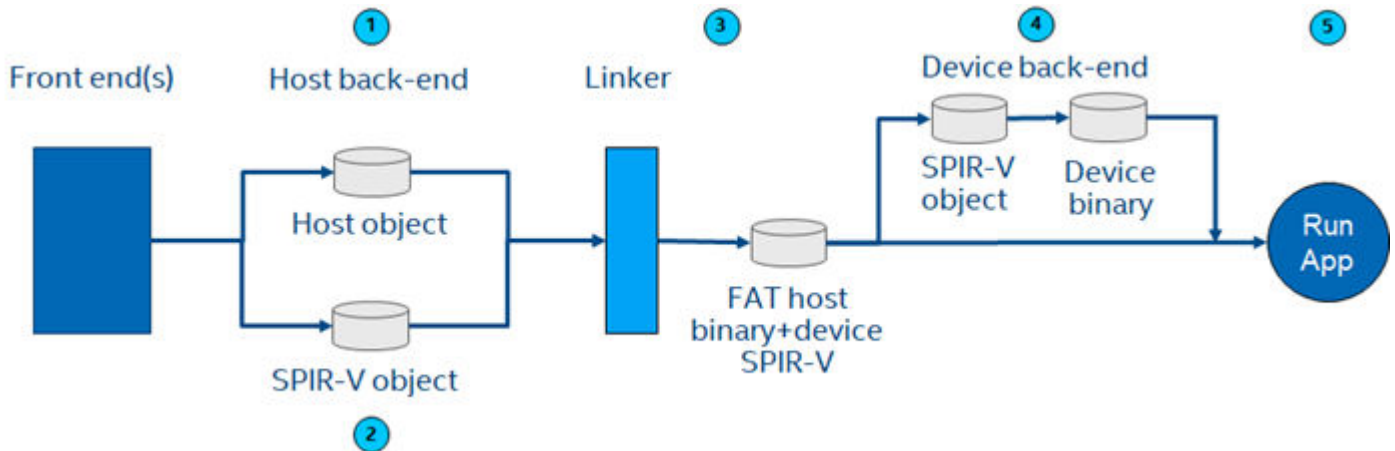 1
3
4
5
Front end(s)
Host back-end
Linker
Device back-end
SPIR-V
object
Device
binary
Host object
Run
App
FAT host
binary+device
SPIR-V
SPIR-V object
2